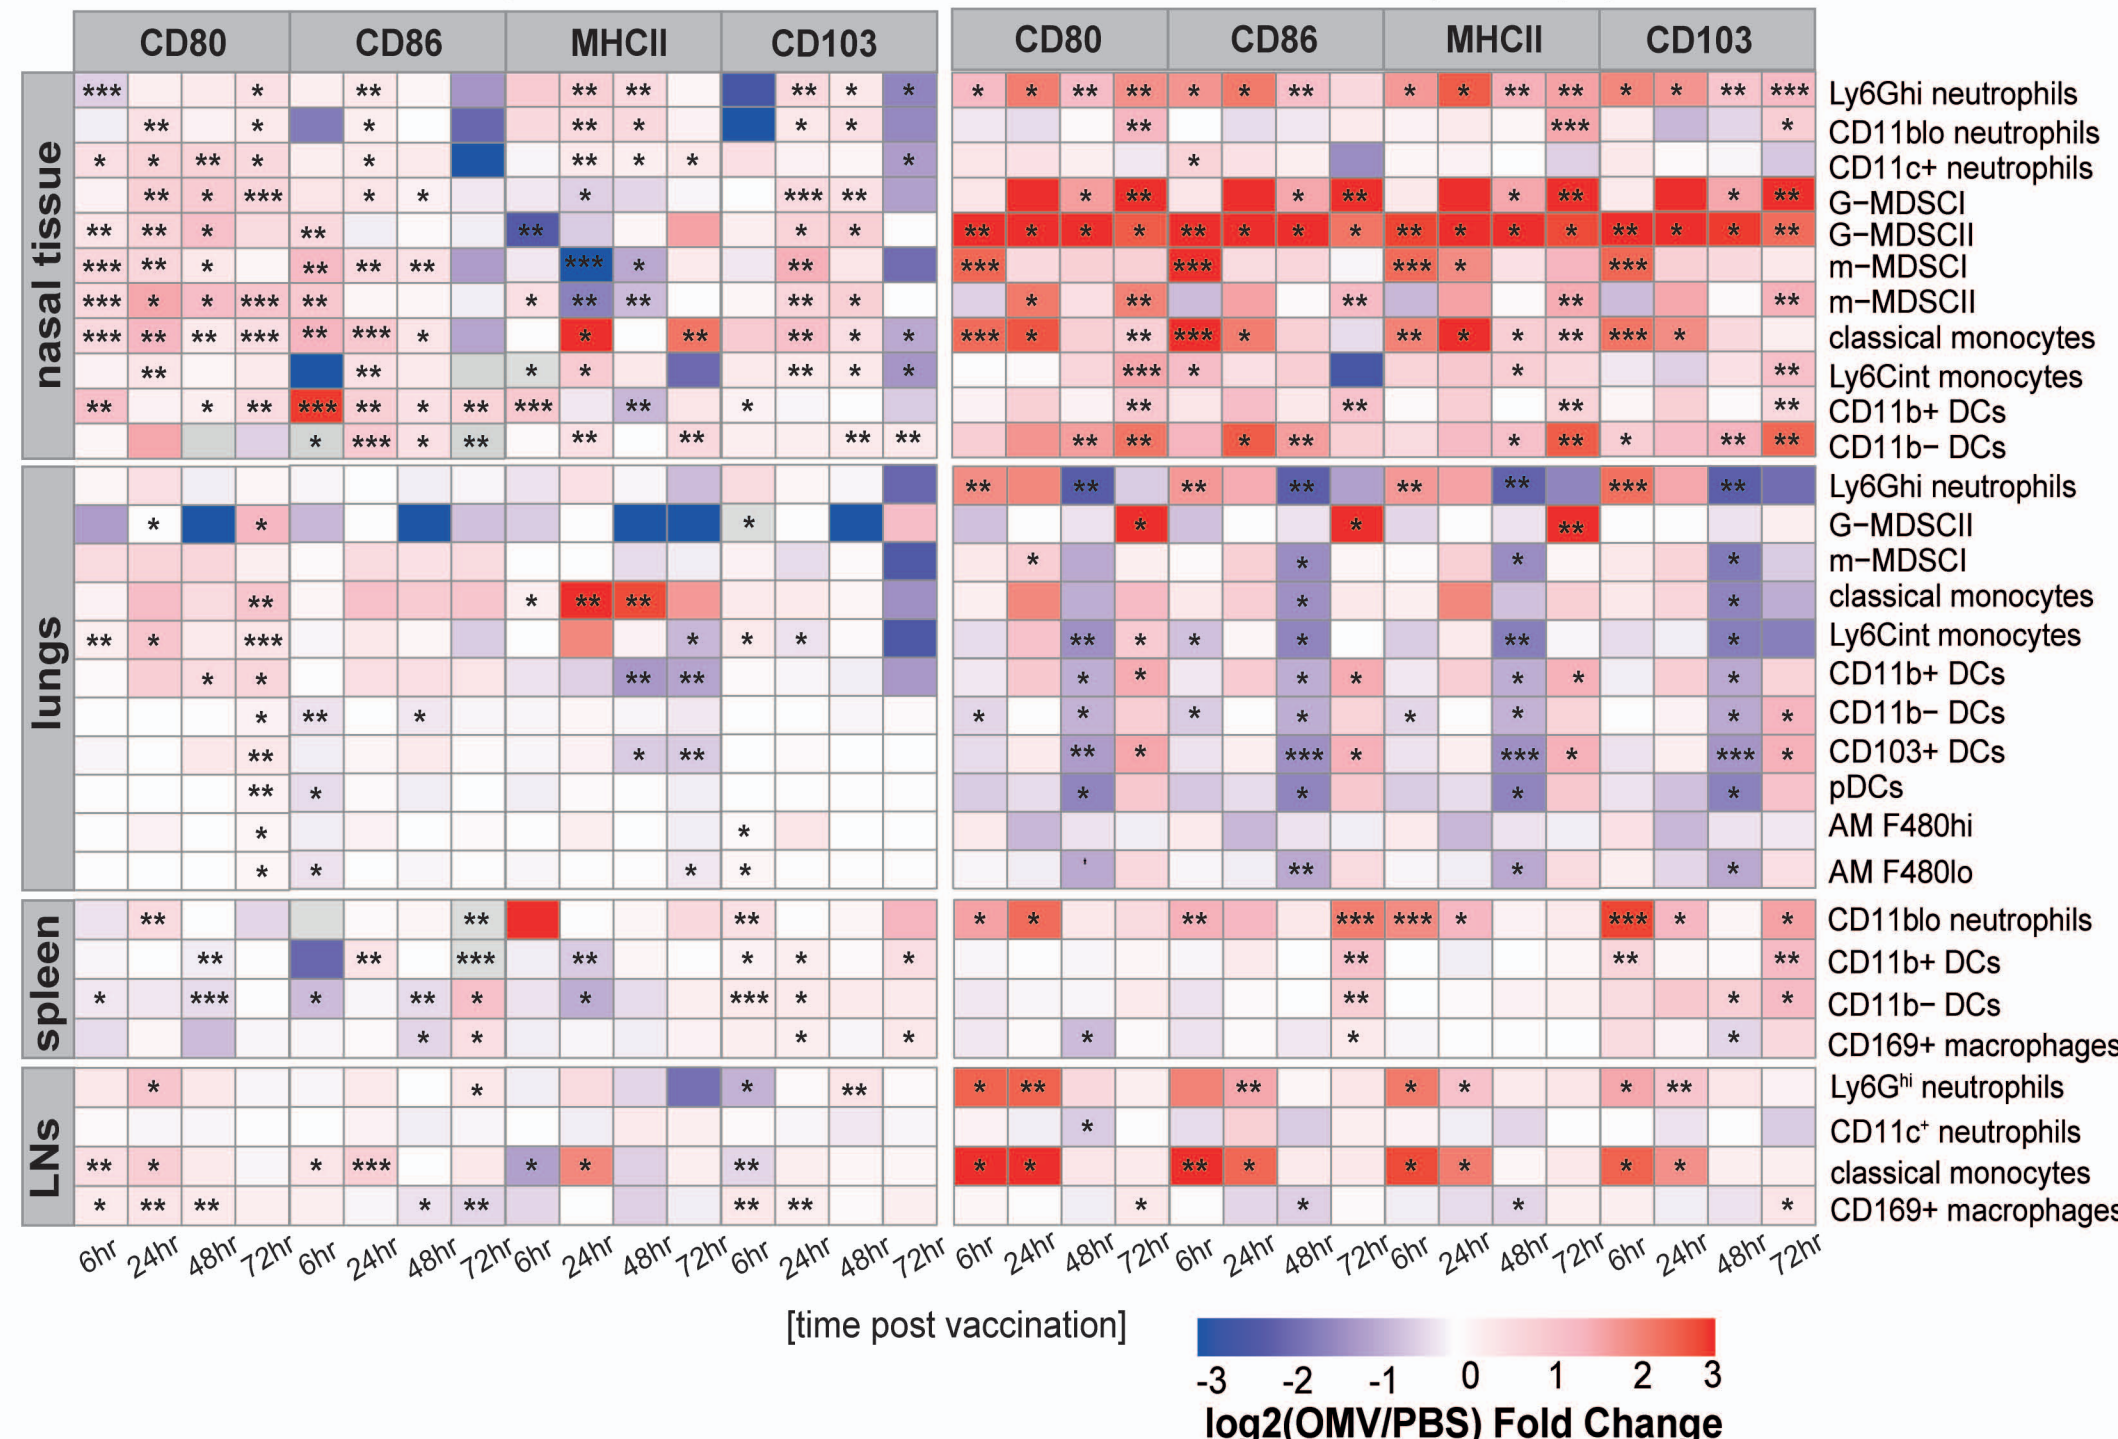 CD80 CD86 MHCII CD103 CD80 CD86 MHCII CD103
nasal tissue
*** * ** ** ** ** * * * * ** ** * * ** * * ** ** * * ** *** Ly6Ghi neutrophils
** * * ** * * * ** *** * CD11blo neutrophils
* * ** * * ** * * * * CD11c+ neutrophils
** * *** * * * *** ** * ** * ** * ** * ** G−MDSCI
** ** * ** ** * * ** * * * ** * * * ** * * * ** * * ** G−MDSCII
*** ** * ** ** ** *** * ** *** *** *** * *** m−MDSCI
*** * * *** ** * ** ** ** * * ** ** ** ** m−MDSCII
*** ** ** *** ** *** * * ** ** * * *** * ** *** * ** * * ** *** * classical monocytes
** ** * * ** * * *** * * ** Ly6Cint monocytes
** * ** *** ** * ** *** ** * ** ** ** ** CD11b+ DCs
* *** * ** ** ** ** ** ** ** * ** * ** * ** ** CD11b− DCs
lungs
** ** ** ** ** ** *** ** Ly6Ghi neutrophils
* * * * * ** G−MDSCII
* * * * m−MDSCI
** * ** ** * * classical monocytes
** * *** * * * ** * * * ** * Ly6Cint monocytes
* * ** ** * * * * * * * CD11b+ DCs
* ** * * * * * * * * * CD11b− DCs
** * ** ** * *** * *** * *** * CD103+ DCs
** * * * * * pDCs
* * AM F480hi
* * * * ** * * AM F480lo
spleen
** ** ** * * ** *** *** * *** * * CD11blo neutrophils
** ** *** ** * * * ** ** ** CD11b+ DCs
* *** * ** * * *** * ** * * CD11b− DCs
* * * * * * * CD169+ macrophages
LNs
* * * ** * ** ** * * * ** Ly6Ghi neutrophils
* CD11c+ neutrophils
** * * *** * * ** * * ** * * * * * classical monocytes
* ** ** * ** ** ** * * * * CD169+ macrophages
6hr 24hr 48hr 72hr 6hr 24hr 48hr 72hr 6hr 24hr 48hr 72hr 6hr 24hr 48hr 72hr 6hr 24hr 48hr 72hr 6hr 24hr 48hr 72hr 6hr 24hr 48hr 72hr 6hr 24hr 48hr 72hr
[time post vaccination]
-3 -2 -1 0 1 2 3
log2(OMV/PBS) Fold Change